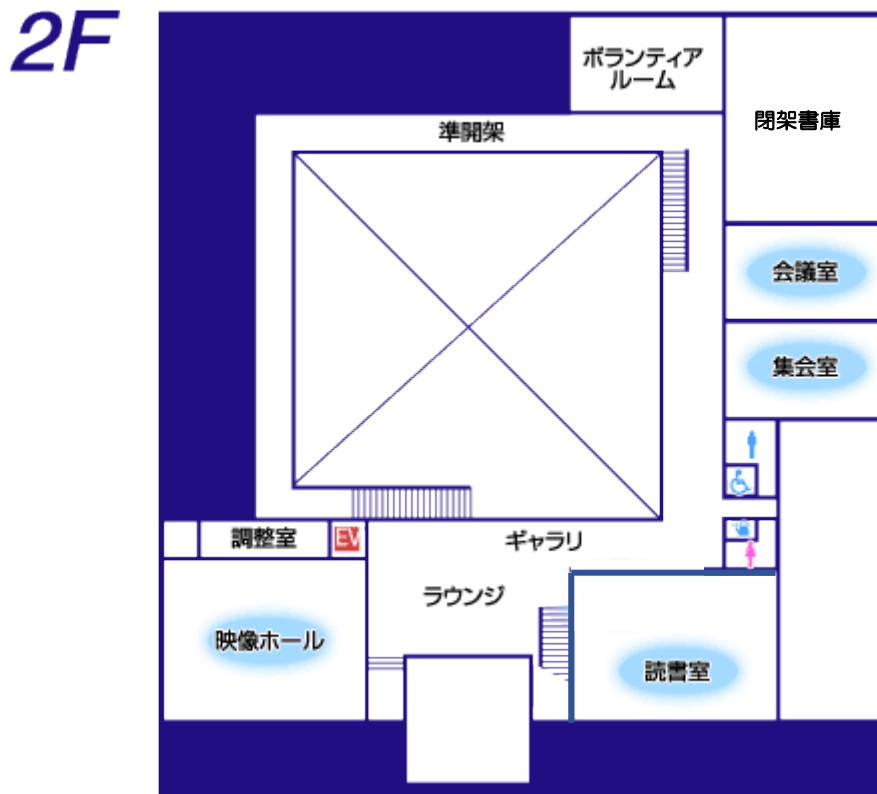 2F
ボランティア
ルーム
閉架書庫
準開架
会議室
集会室
調整室
EV
ギャラリ
ラウンジ
映像ホール
読書室